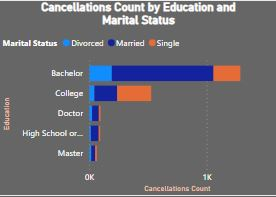 Cancellations Count by Education and
Marital Status
Marital Status Divorced Married Single
Education
Bachelor
College
Doctor
High School or...
Master
0K 1K
Cancellations Count